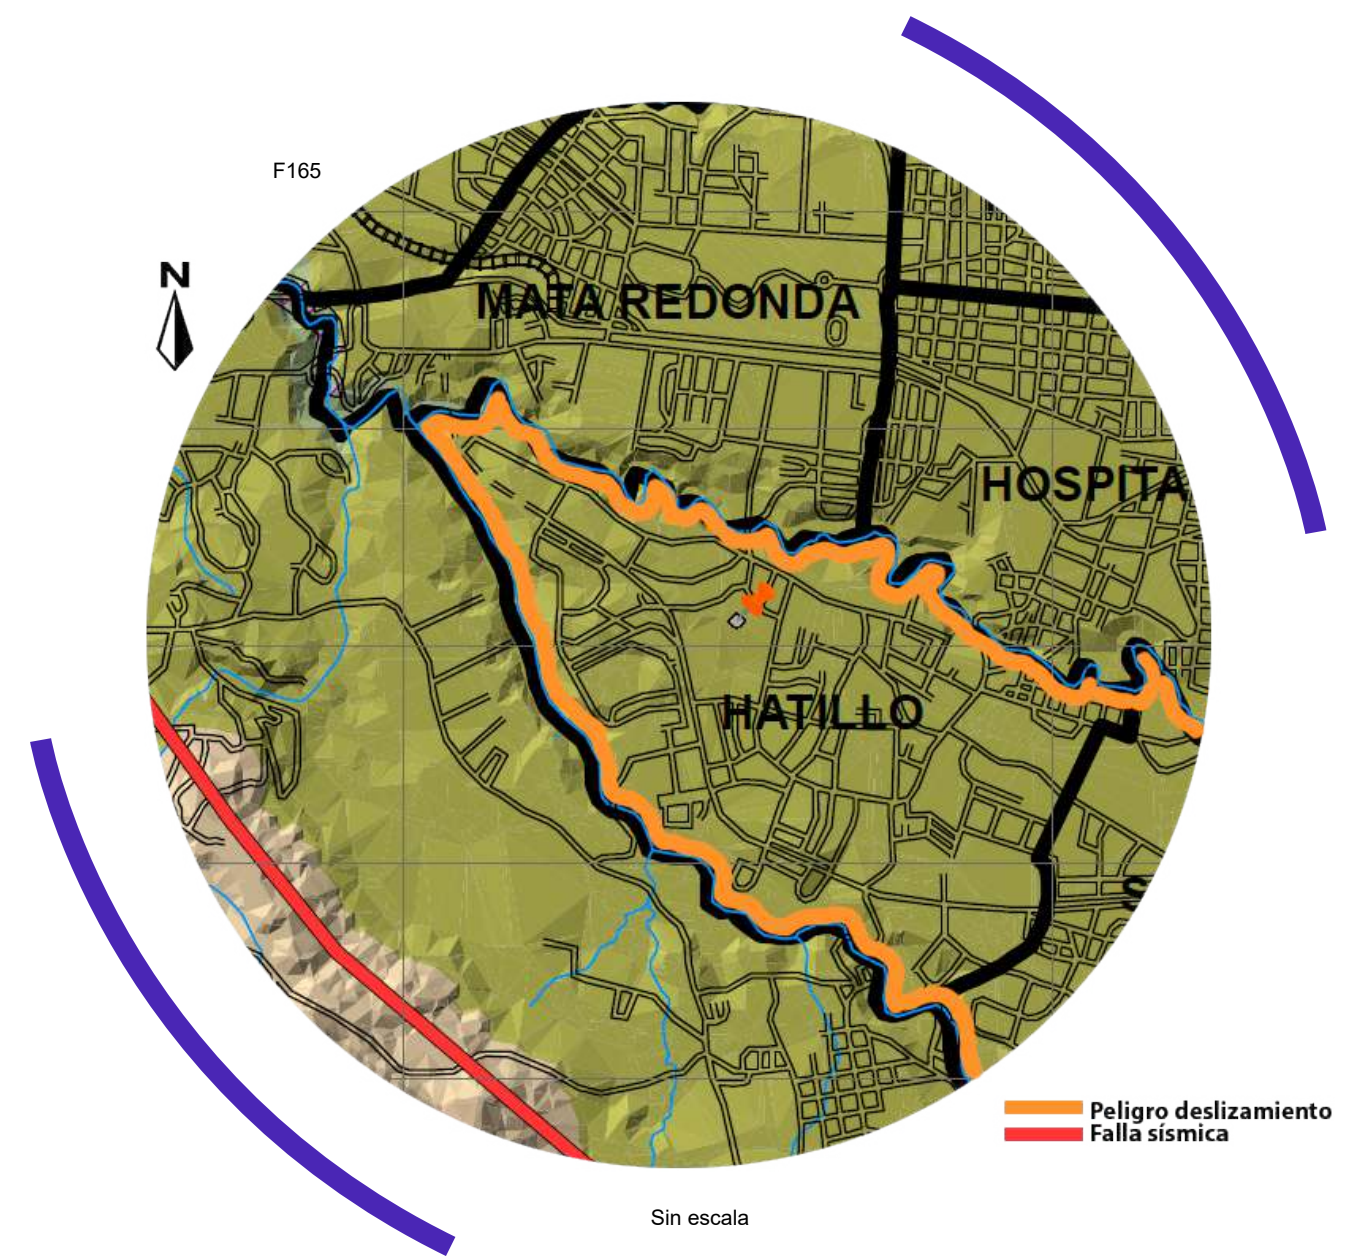 F165
N
MATA REDONDA
HOSPITA
HATILLO
S
Peligro deslizamiento
Falla sísmica
Sin escala